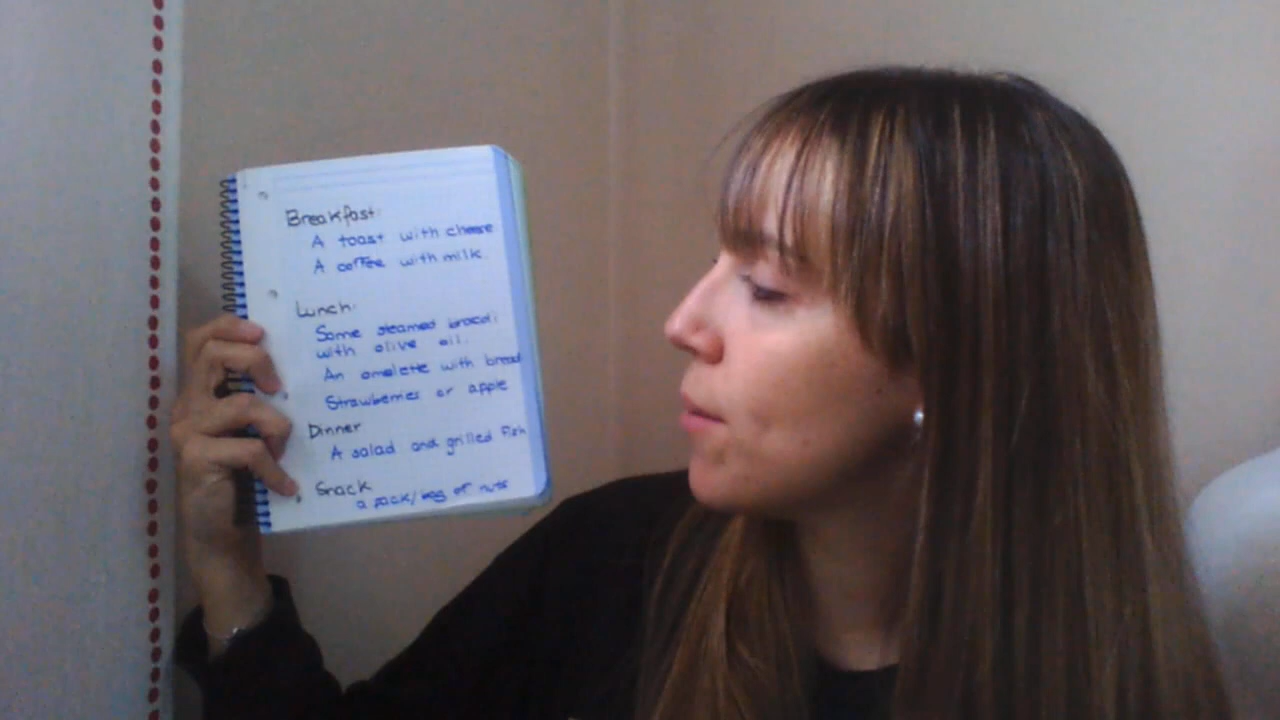 Breakfast:
A toast with cheese
A coffee with milk.
Lunch:
Some steamed brocoli
with olive oil.
An omelette with bread
Strawberries or apple
Dinner
A salad and grilled fish
Snack
a pack/bag of nuts